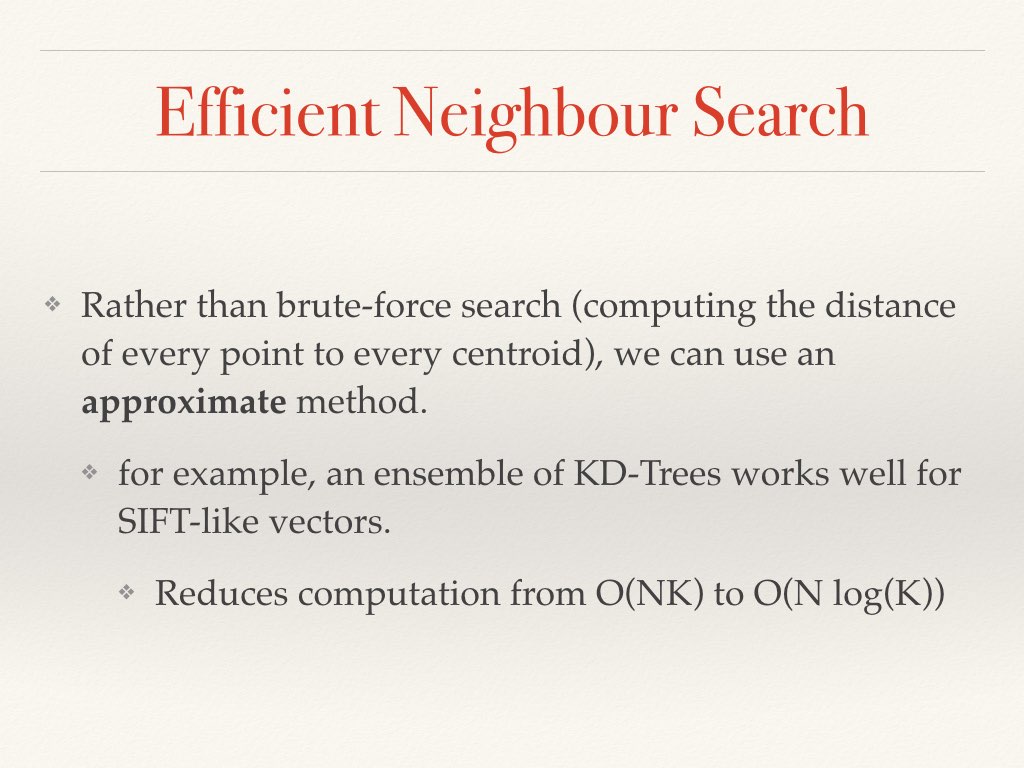 Efficient Neighbour Search
❖ Rather than brute-force search (computing the distance
of every point to every centroid), we can use an
approximate method.
❖ for example, an ensemble of KD-Trees works well for
SIFT-like vectors.
❖ Reduces computation from O(NK) to O(N log(K))